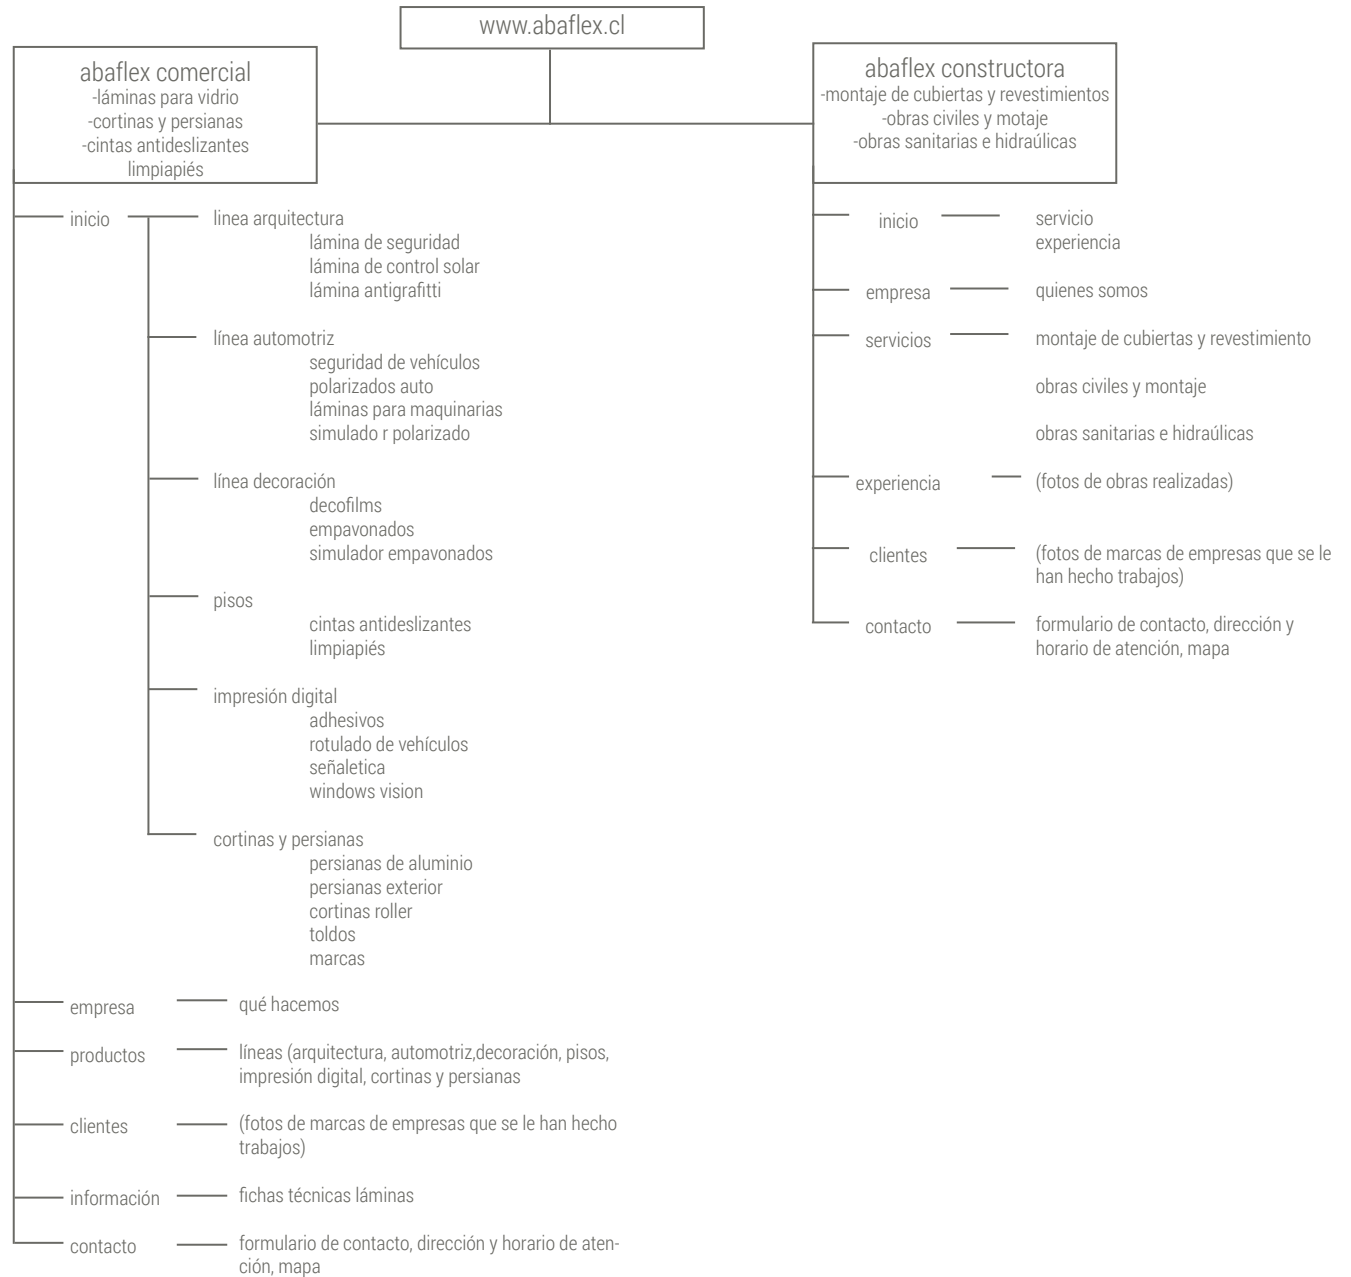 www.abaflex.cl
abaflex comercial
-láminas para vidrio
-cortinas y persianas
-cintas antideslizantes
limpiapiés
inicio
linea arquitectura
lámina de seguridad
lámina de control solar
lámina antigrafitti
línea automotriz
seguridad de vehículos
polarizados auto
láminas para maquinarias
simulado r polarizado
línea decoración
decofilms
empavonados
simulador empavonados
pisos
cintas antideslizantes
limpiapiés
impresión digital
adhesivos
rotulado de vehículos
señaletica
windows vision
cortinas y persianas
persianas de aluminio
persianas exterior
cortinas roller
toldos
marcas
empresa
qué hacemos
productos
líneas (arquitectura, automotriz,decoración, pisos,
impresión digital, cortinas y persianas
clientes
(fotos de marcas de empresas que se le han hecho
trabajos)
información
fichas técnicas láminas
contacto
formulario de contacto, dirección y horario de aten-
ción, mapa
abaflex constructora
-montaje de cubiertas y revestimientos
-obras civiles y motaje
-obras sanitarias e hidraúlicas
inicio
servicio
experiencia
empresa
quienes somos
servicios
montaje de cubiertas y revestimiento
obras civiles y montaje
obras sanitarias e hidraúlicas
experiencia
(fotos de obras realizadas)
clientes
(fotos de marcas de empresas que se le
han hecho trabajos)
contacto
formulario de contacto, dirección y
horario de atención, mapa